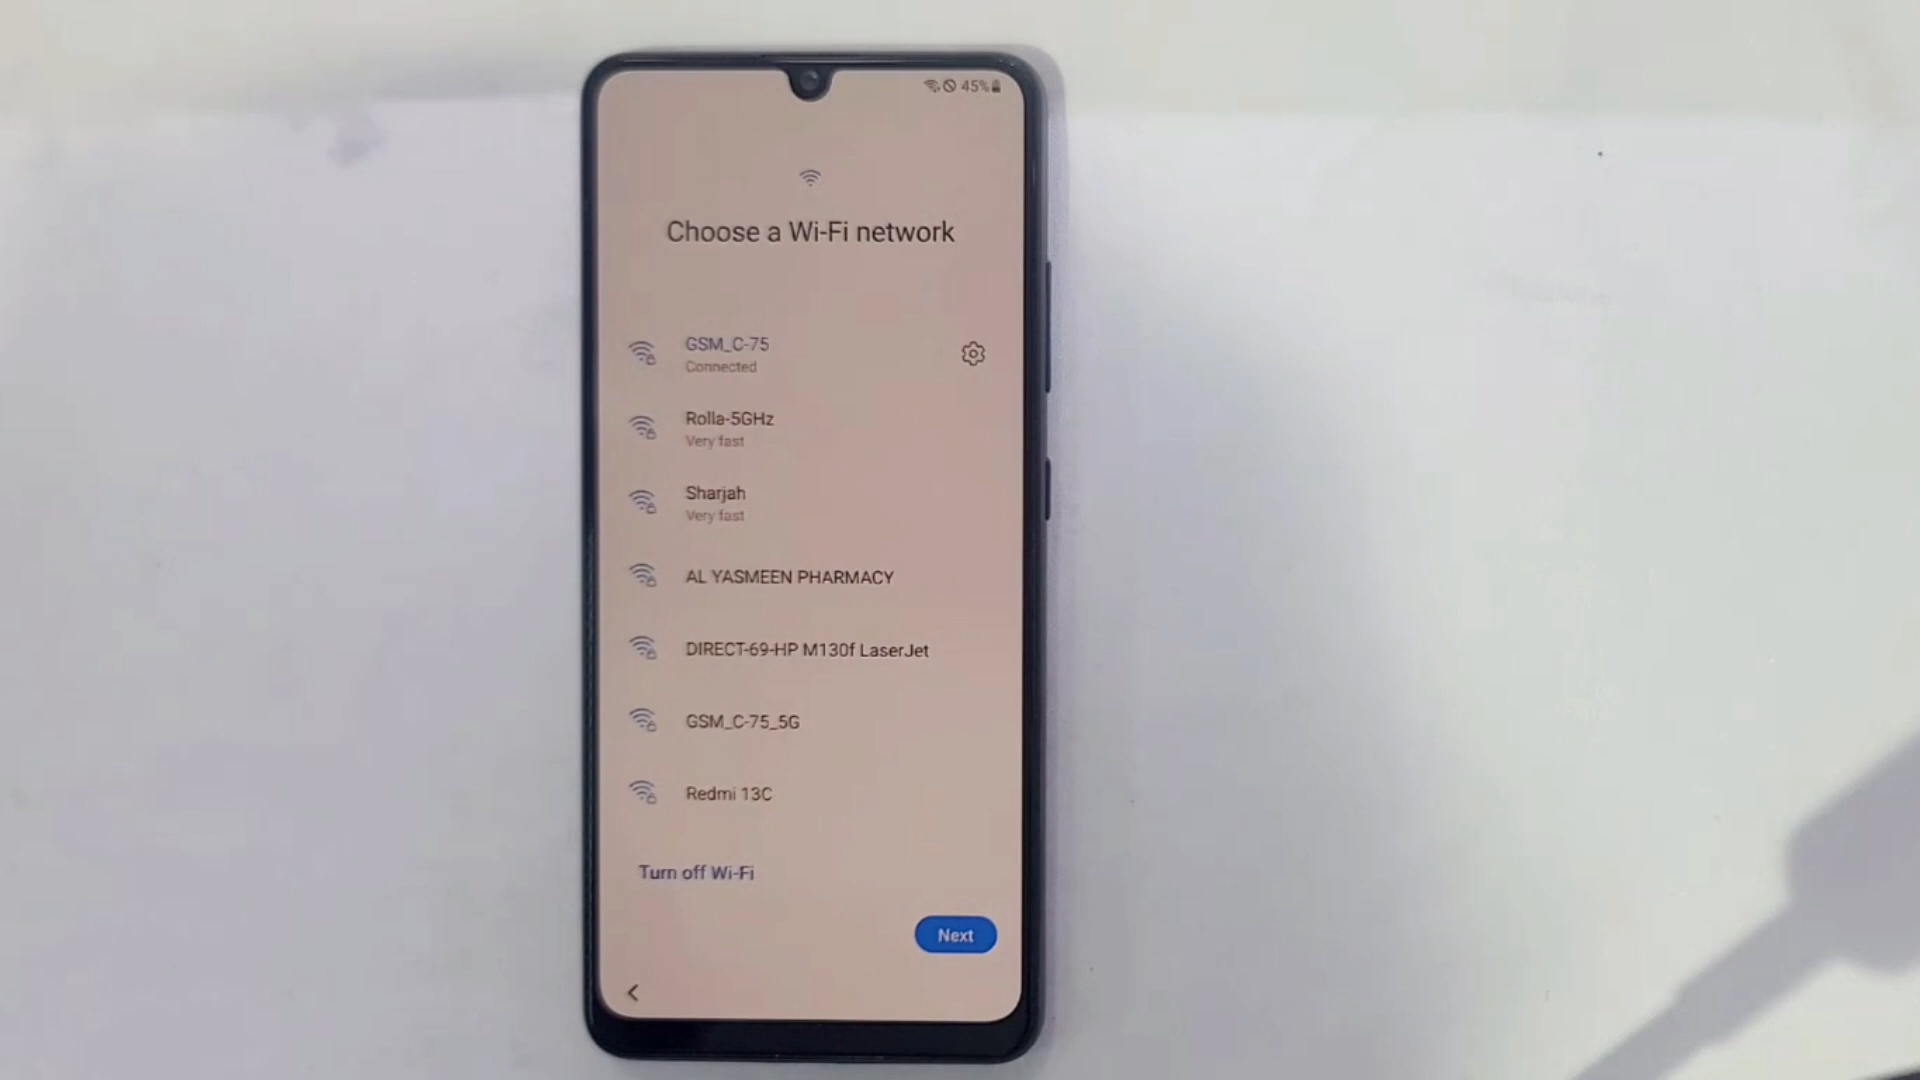 45%
Choose a Wi-Fi network
GSM_C-75
Connected
Rolla-5GHz
Very fast
Sharjah
Very fast
AL YASMEEN PHARMACY
DIRECT-69-HP M130f LaserJet
GSM_C-75_5G
Redmi 13C
Turn off Wi-Fi
Next